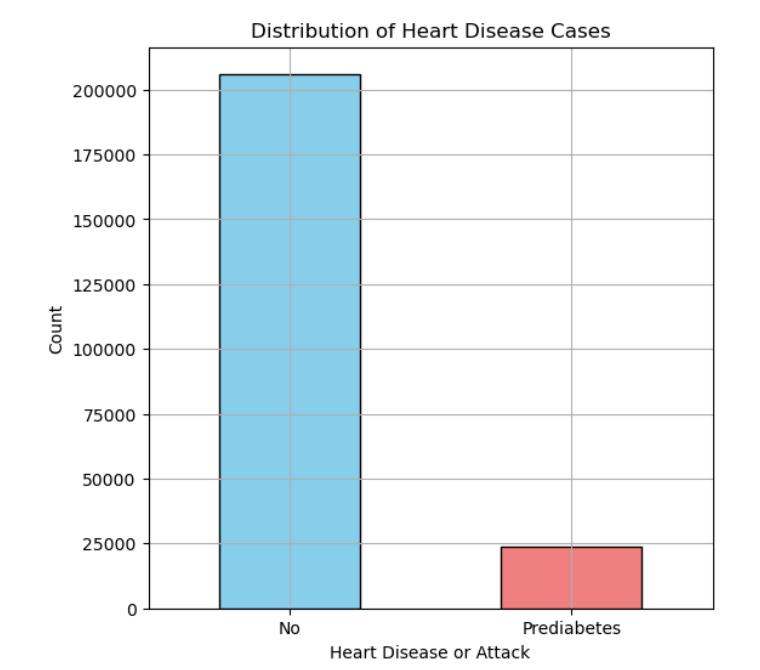 Distribution of Heart Disease Cases
200000
175000
150000
125000
100000
75000
50000
25000
0
Count
No
Prediabetes
Heart Disease or Attack